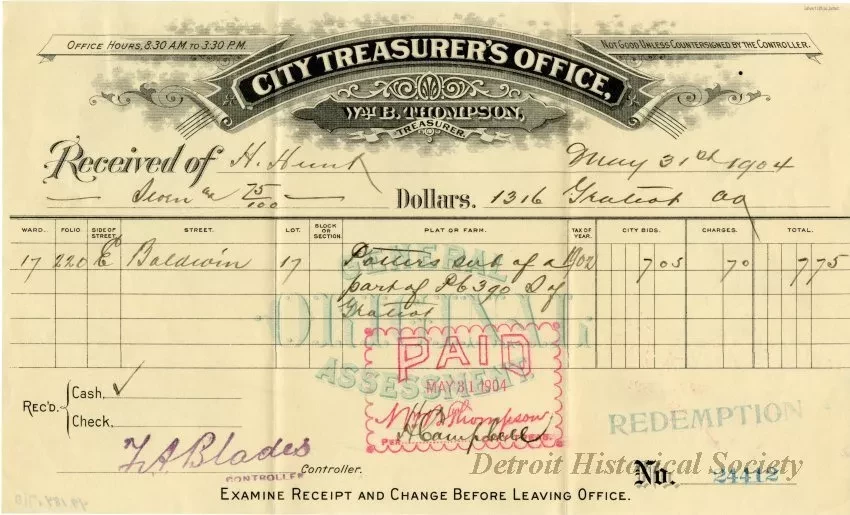 OFFICE HOURS, 8.30 A.M. TO 3.30 P.M.
NOT GOOD UNLESS COUNTERSIGNED BY THE CONTROLLER.
CITY TREASURER'S OFFICE,
WM B. THOMPSON,
TREASURER.
Received of H. Hunt May 31 1904
Seven 75/100 Dollars. 1316 Gratiot
WARD. FOLIO. SIDE OF STREET. STREET. LOT. BLOCK OR SECTION. PLAT OR FARM. TAX OF YEAR. CITY BIDS. CHARGES. TOTAL.
17 220 E Baldwin 17 Potters sub of a 1902 7 05 70 7 75
part of P 6390 S of
Gratiot
GENERAL
ORIGINAL
ASSESSMENT
PAID
MAY 31 1904
Wm B Thompson
PER Campbell
REC'D. Cash, ✓
Check,
REDEMPTION
F. A. Blades Controller.
CONTROLLER
Detroit Historical Society
No. 24412
EXAMINE RECEIPT AND CHANGE BEFORE LEAVING OFFICE.